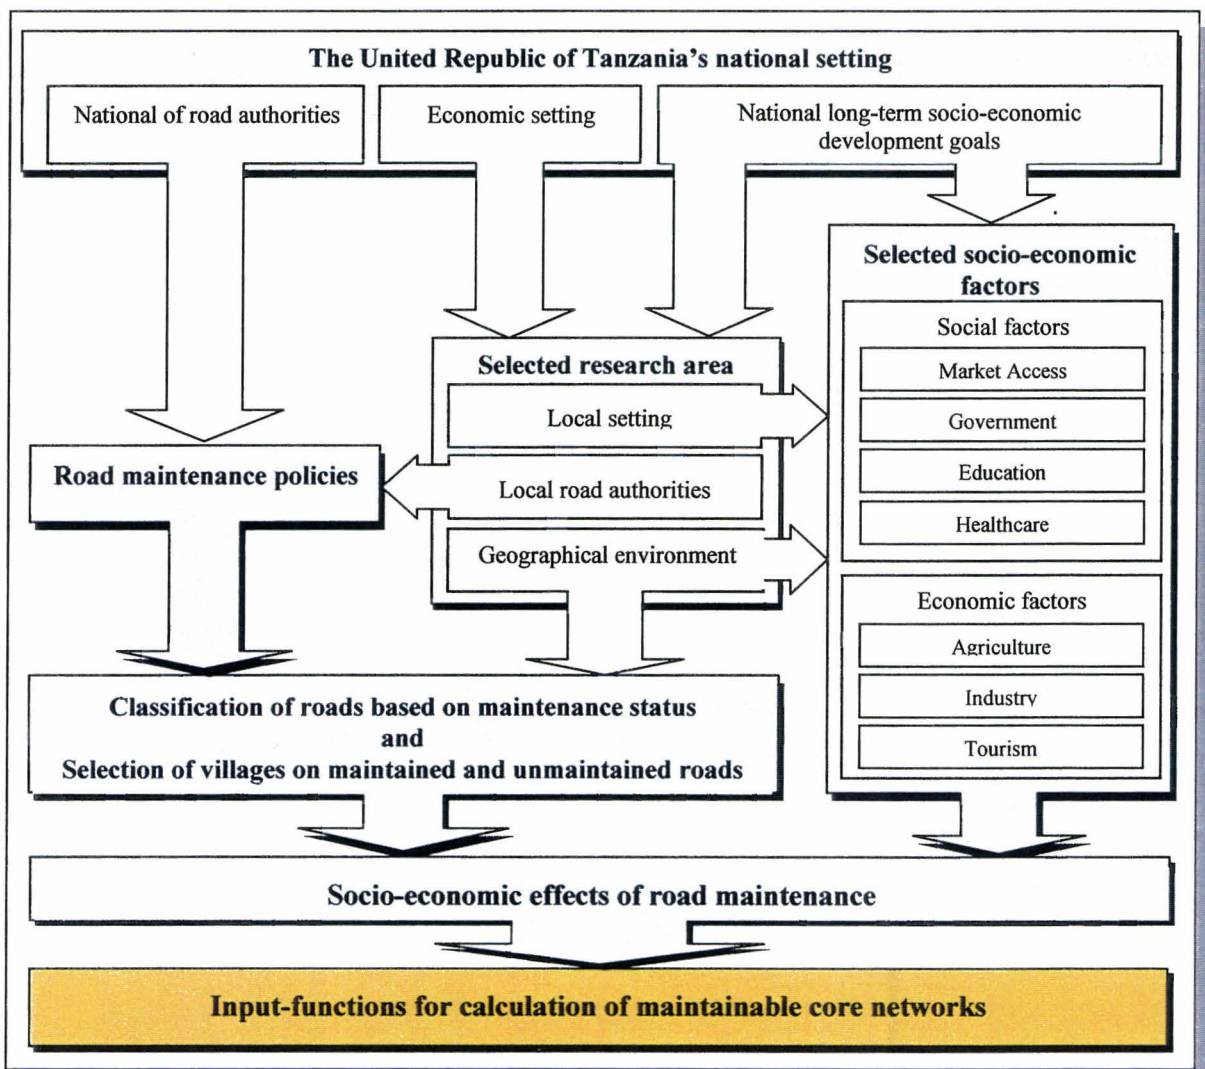 The United Republic of Tanzania's national setting
National of road authorities
Economic setting
National long-term socio-economic
development goals
Selected socio-economic
factors
Social factors
Market Access
Government
Education
Healthcare
Economic factors
Agriculture
Industry
Tourism
Selected research area
Local setting
Local road authorities
Geographical environment
Road maintenance policies
Classification of roads based on maintenance status
and
Selection of villages on maintained and unmaintained roads
Socio-economic effects of road maintenance
Input-functions for calculation of maintainable core networks